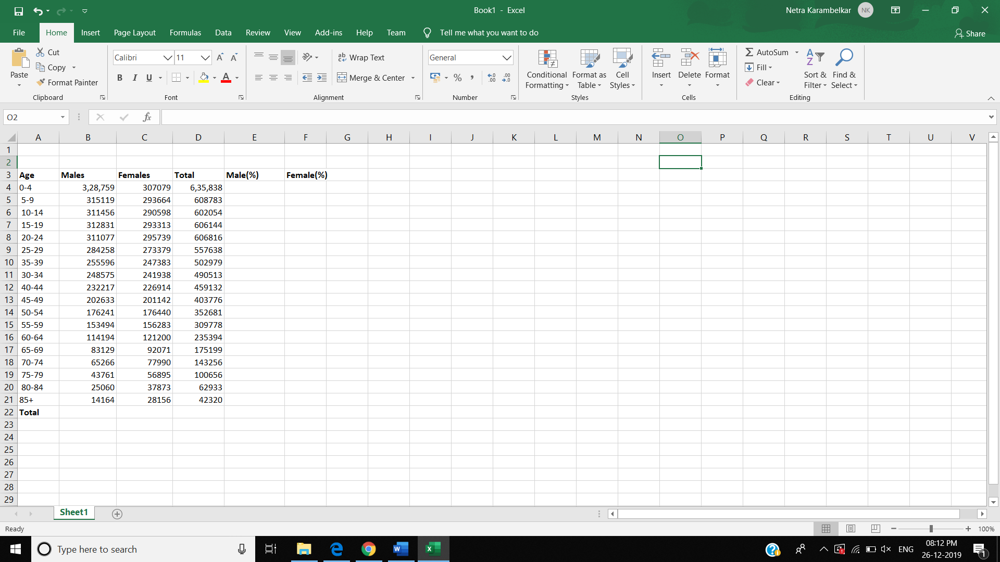 Book1 - Excel
Netra Karambelkar
NK
File Home Insert Page Layout Formulas Data Review View Add-ins Help Team Tell me what you want to do
Share
Paste
Cut
Copy
Format Painter
Clipboard
Calibri 11
B I U
Font
Wrap Text
Merge & Center
Alignment
General
Number
Conditional Formatting
Format as Table
Cell Styles
Styles
Insert Delete Format
Cells
AutoSum
Fill
Clear
Sort & Filter
Find & Select
Editing
O2
fx
A B C D E F G H I J K L M N O P Q R S T U V
1
2
3 Age Males Females Total Male(%) Female(%)
4 0-4 3,28,759 307079 6,35,838
5 5-9 315119 293664 608783
6 10-14 311456 290598 602054
7 15-19 312831 293313 606144
8 20-24 311077 295739 606816
9 25-29 284258 273379 557638
10 35-39 255596 247383 502979
11 30-34 248575 241938 490513
12 40-44 232217 226914 459132
13 45-49 202633 201142 403776
14 50-54 176241 176440 352681
15 55-59 153494 156283 309778
16 60-64 114194 121200 235394
17 65-69 83129 92071 175199
18 70-74 65266 77990 143256
19 75-79 43761 56895 100656
20 80-84 25060 37873 62933
21 85+ 14164 28156 42320
22 Total
23
24
25
26
27
28
29
Sheet1
Ready
100%
Type here to search
ENG
08:12 PM
26-12-2019
1